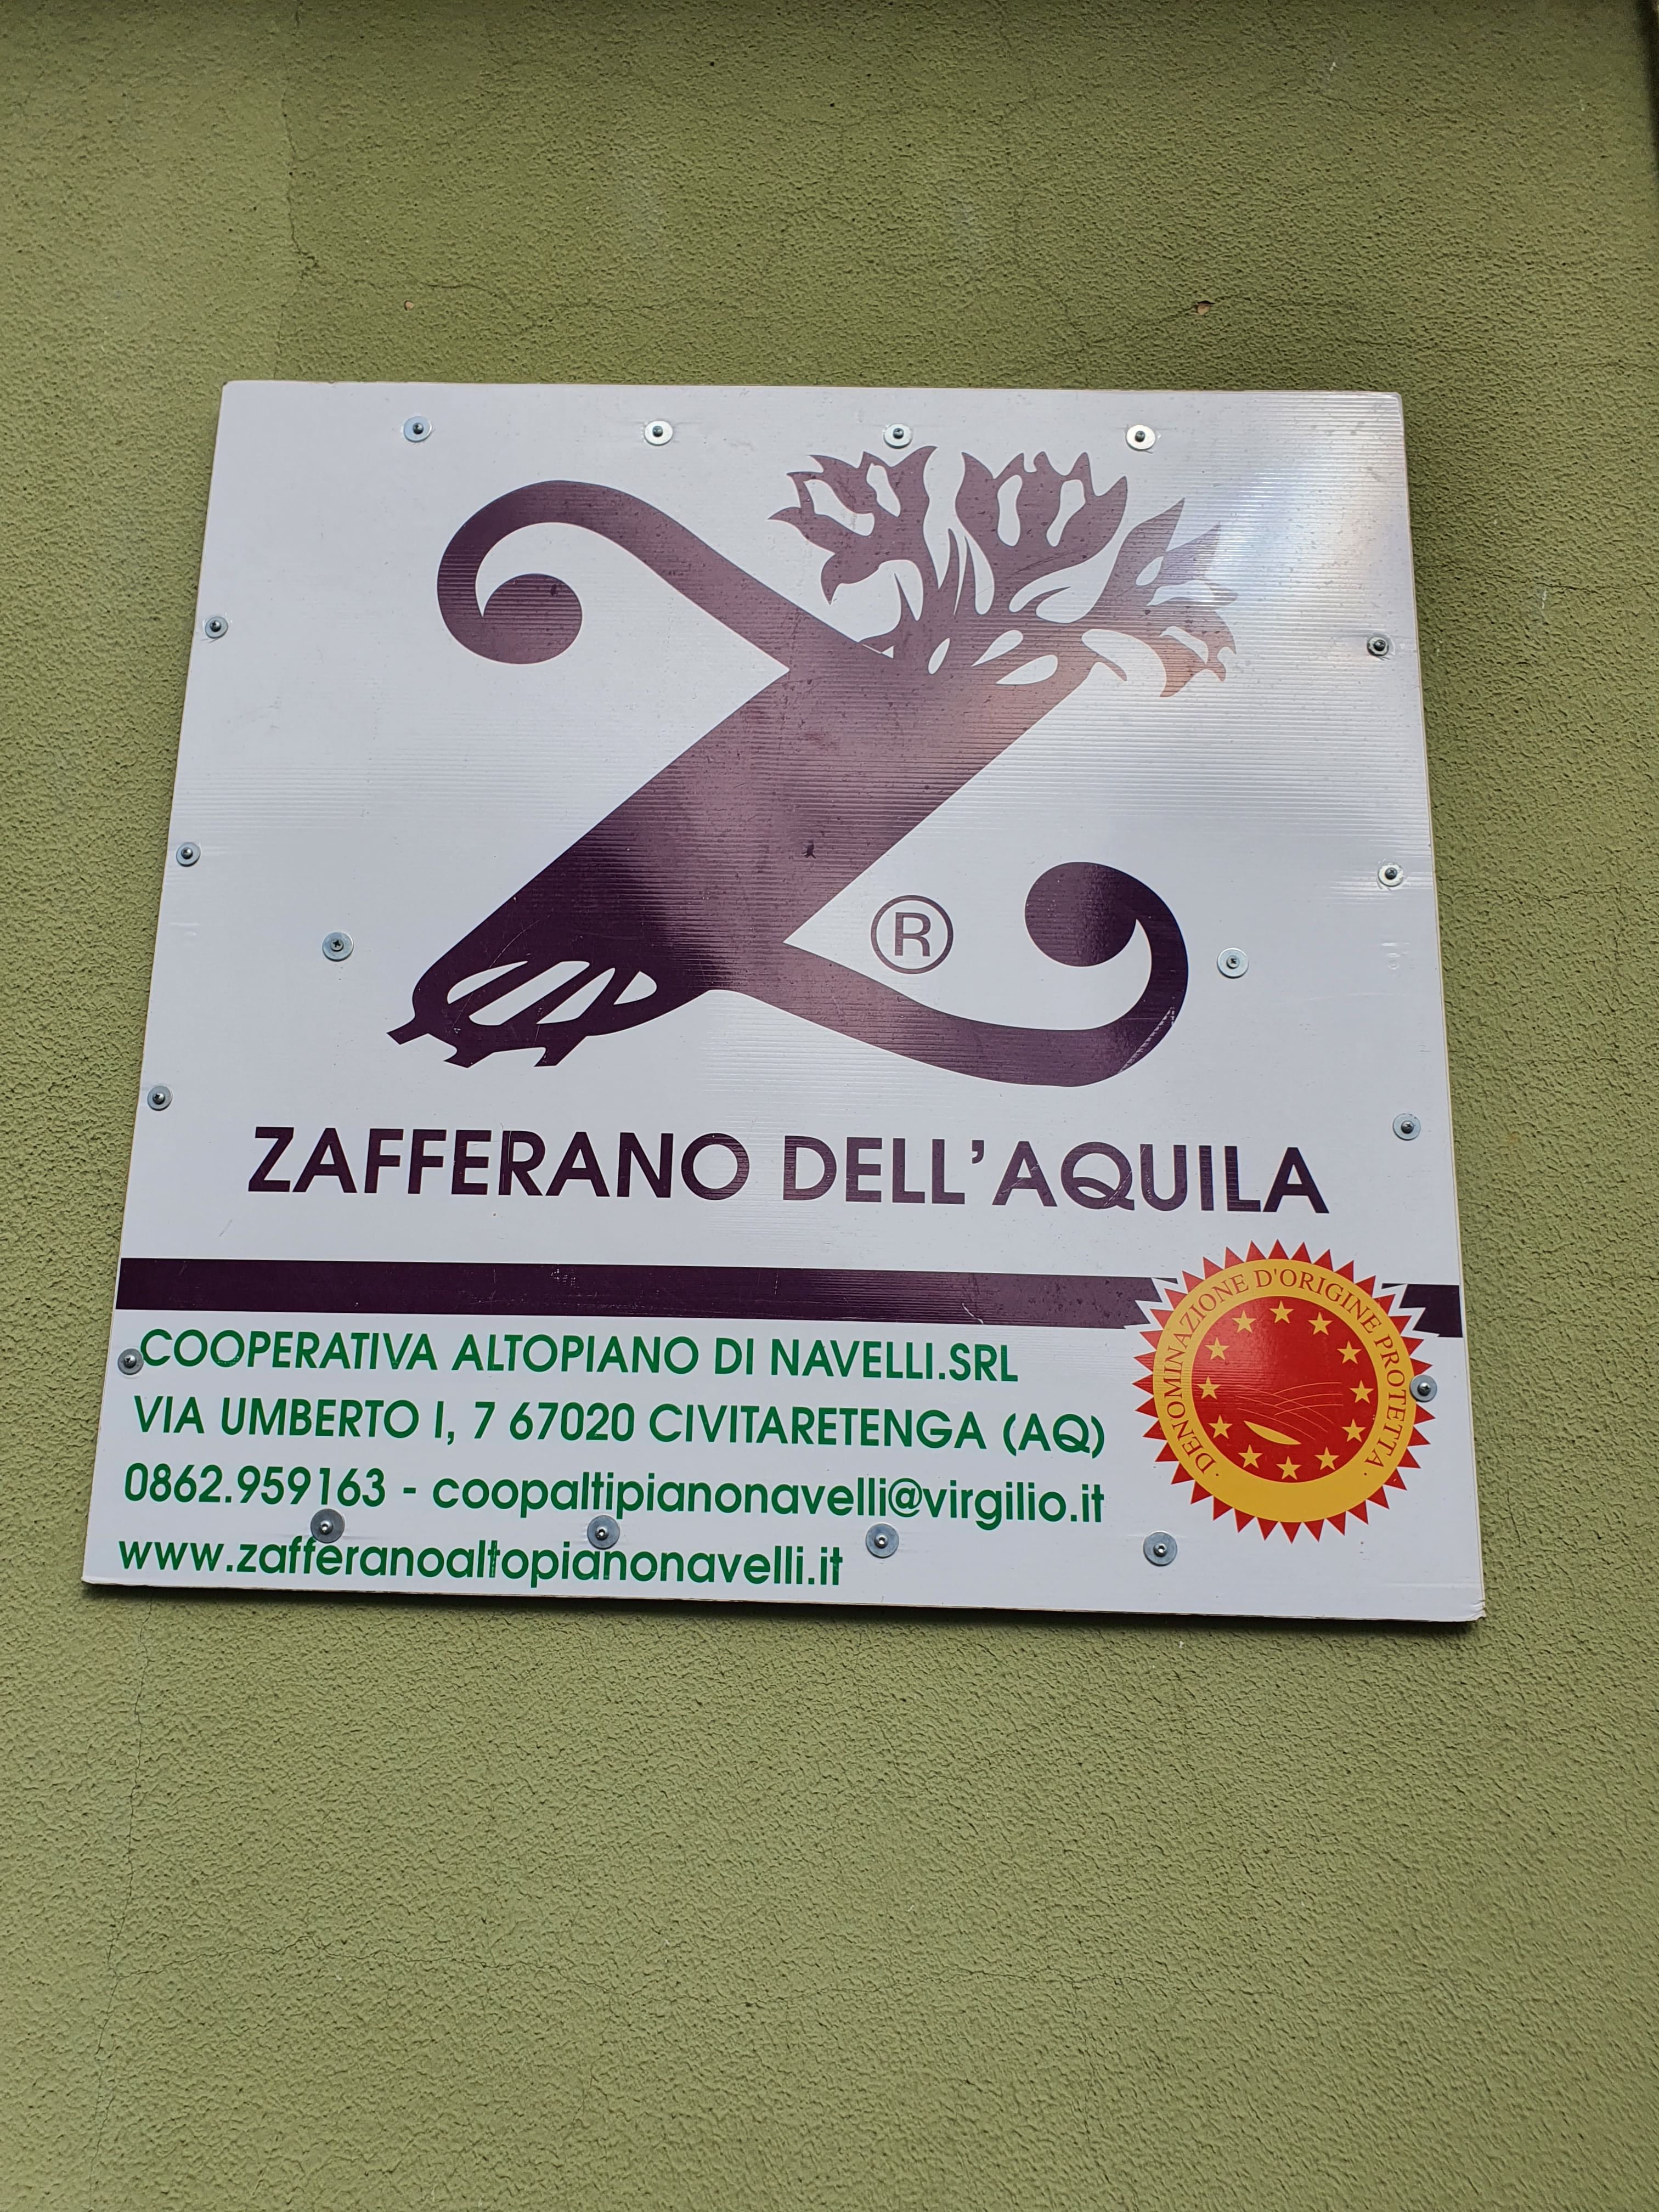 ®
ZAFFERANO DELL'AQUILA
COOPERATIVA ALTOPIANO DI NAVELLI.SRL
VIA UMBERTO I, 7 67020 CIVITARETENGA (AQ)
0862.959163 - coopaltipianonavelli@virgilio.it
www.zafferanoaltopianonavelli.it
· DENOMINAZIONE D'ORIGINE PROTETTA ·